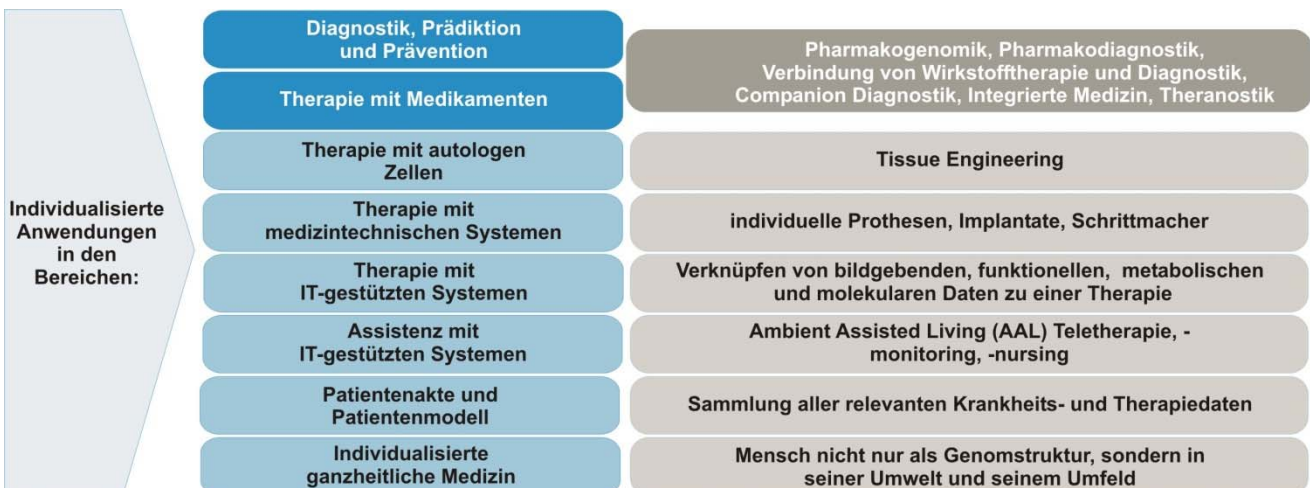 Individualisierte
Anwendungen
in den
Bereichen:
Diagnostik, Prädiktion
und Prävention
Therapie mit Medikamenten
Pharmakogenomik, Pharmakodiagnostik,
Verbindung von Wirkstofftherapie und Diagnostik,
Companion Diagnostik, Integrierte Medizin, Theranostik
Therapie mit autologen
Zellen
Tissue Engineering
Therapie mit
medizintechnischen Systemen
individuelle Prothesen, Implantate, Schrittmacher
Therapie mit
IT-gestützten Systemen
Verknüpfen von bildgebenden, funktionellen, metabolischen
und molekularen Daten zu einer Therapie
Assistenz mit
IT-gestützten Systemen
Ambient Assisted Living (AAL) Teletherapie, -
monitoring, -nursing
Patientenakte und
Patientenmodell
Sammlung aller relevanten Krankheits- und Therapiedaten
Individualisierte
ganzheitliche Medizin
Mensch nicht nur als Genomstruktur, sondern in
seiner Umwelt und seinem Umfeld